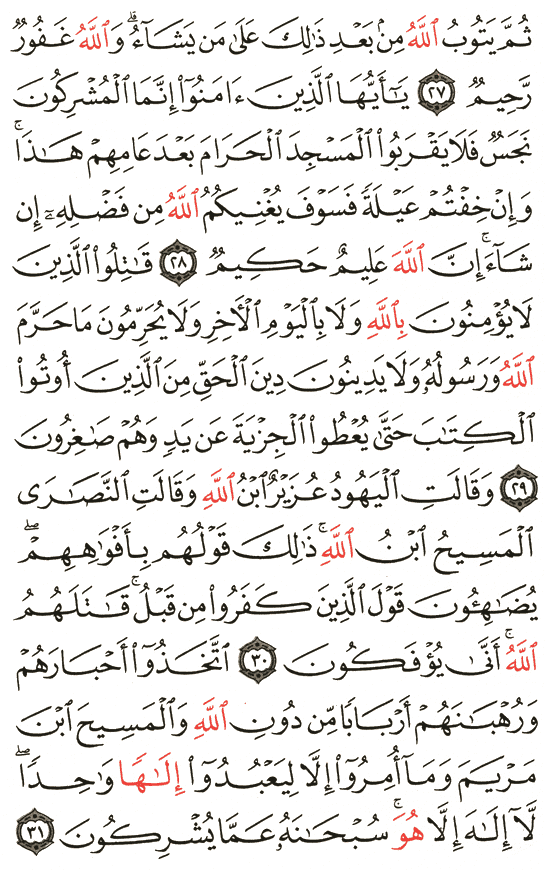 ثُمَّ يَتُوبُ ٱللَّهُ مِنۢ بَعْدِ ذَٰلِكَ عَلَىٰ مَن يَشَآءُ ۗ وَٱللَّهُ غَفُورٌ
رَّحِيمٌ ٢٧ يَٰٓأَيُّهَا ٱلَّذِينَ ءَامَنُوٓا۟ إِنَّمَا ٱلْمُشْرِكُونَ
نَجَسٌ فَلَا يَقْرَبُوا۟ ٱلْمَسْجِدَ ٱلْحَرَامَ بَعْدَ عَامِهِمْ هَٰذَا ۚ
وَإِنْ خِفْتُمْ عَيْلَةً فَسَوْفَ يُغْنِيكُمُ ٱللَّهُ مِن فَضْلِهِۦٓ إِن
شَآءَ ۚ إِنَّ ٱللَّهَ عَلِيمٌ حَكِيمٌ ٢٨ قَٰتِلُوا۟ ٱلَّذِينَ
لَا يُؤْمِنُونَ بِٱللَّهِ وَلَا بِٱلْيَوْمِ ٱلْءَاخِرِ وَلَا يُحَرِّمُونَ مَا حَرَّمَ
ٱللَّهُ وَرَسُولُهُۥ وَلَا يَدِينُونَ دِينَ ٱلْحَقِّ مِنَ ٱلَّذِينَ أُوتُوا۟
ٱلْكِتَٰبَ حَتَّىٰ يُعْطُوا۟ ٱلْجِزْيَةَ عَن يَدٍ وَهُمْ صَٰغِرُونَ
٢٩ وَقَالَتِ ٱلْيَهُودُ عُزَيْرٌ ٱبْنُ ٱللَّهِ وَقَالَتِ ٱلنَّصَٰرَى
ٱلْمَسِيحُ ٱبْنُ ٱللَّهِ ۖ ذَٰلِكَ قَوْلُهُم بِأَفْوَٰهِهِمْ ۖ
يُضَٰهِـُٔونَ قَوْلَ ٱلَّذِينَ كَفَرُوا۟ مِن قَبْلُ ۚ قَٰتَلَهُمُ
ٱللَّهُ ۚ أَنَّىٰ يُؤْفَكُونَ ٣٠ ٱتَّخَذُوٓا۟ أَحْبَارَهُمْ
وَرُهْبَٰنَهُمْ أَرْبَابًا مِّن دُونِ ٱللَّهِ وَٱلْمَسِيحَ ٱبْنَ
مَرْيَمَ وَمَآ أُمِرُوٓا۟ إِلَّا لِيَعْبُدُوٓا۟ إِلَٰهًا وَٰحِدًا ۖ
لَّآ إِلَٰهَ إِلَّا هُوَ ۚ سُبْحَٰنَهُۥ عَمَّا يُشْرِكُونَ ٣١